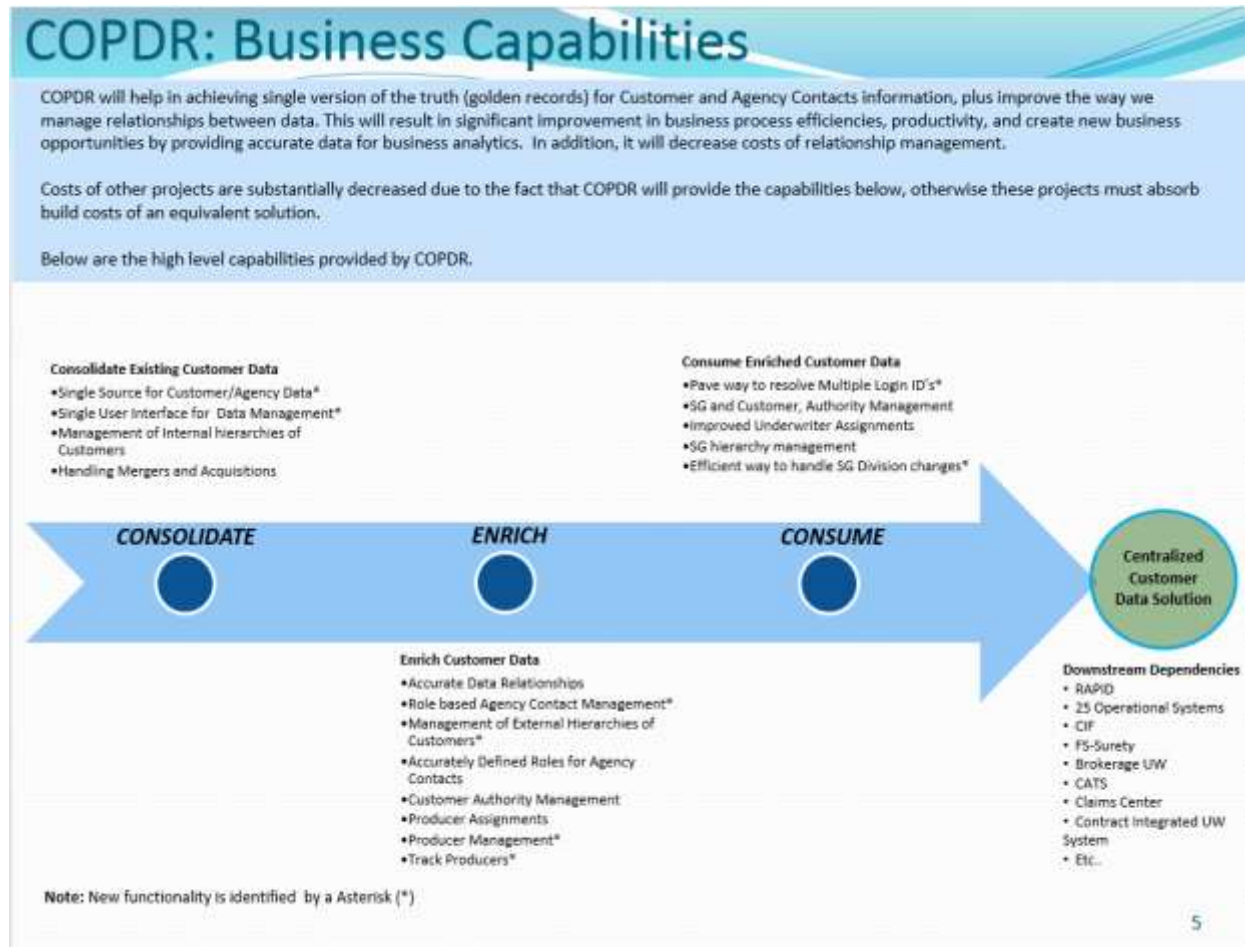 COPDR: Business Capabilities
COPDR will help in achieving single version of the truth (golden records) for Customer and Agency Contacts information, plus improve the way we
manage relationships between data. This will result in significant improvement in business process efficiencies, productivity, and create new business
opportunities by providing accurate data for business analytics. In addition, it will decrease costs of relationship management.
Costs of other projects are substantially decreased due to the fact that COPDR will provide the capabilities below, otherwise these projects must absorb
build costs of an equivalent solution.
Below are the high level capabilities provided by COPDR.
Consolidate Existing Customer Data
•Single Source for Customer/Agency Data*
•Single User Interface for Data Management*
•Management of Internal hierarchies of
Customers
•Handling Mergers and Acquisitions
Consume Enriched Customer Data
•Pave way to resolve Multiple Login ID's*
•SG and Customer, Authority Management
•Improved Underwriter Assignments
•SG hierarchy management
•Efficient way to handle SG Division changes*
CONSOLIDATE
ENRICH
CONSUME
Centralized
Customer
Data Solution
Enrich Customer Data
•Accurate Data Relationships
•Role based Agency Contact Management*
•Management of External Hierarchies of
Customers*
•Accurately Defined Roles for Agency
Contacts
•Customer Authority Management
•Producer Assignments
•Producer Management*
•Track Producers*
Downstream Dependencies
• RAPID
• 25 Operational Systems
• CIF
• FS-Surety
• Brokerage UW
• CATS
• Claims Center
• Contract Integrated UW
System
• Etc..
Note: New functionality is identified by a Asterisk (*)
5